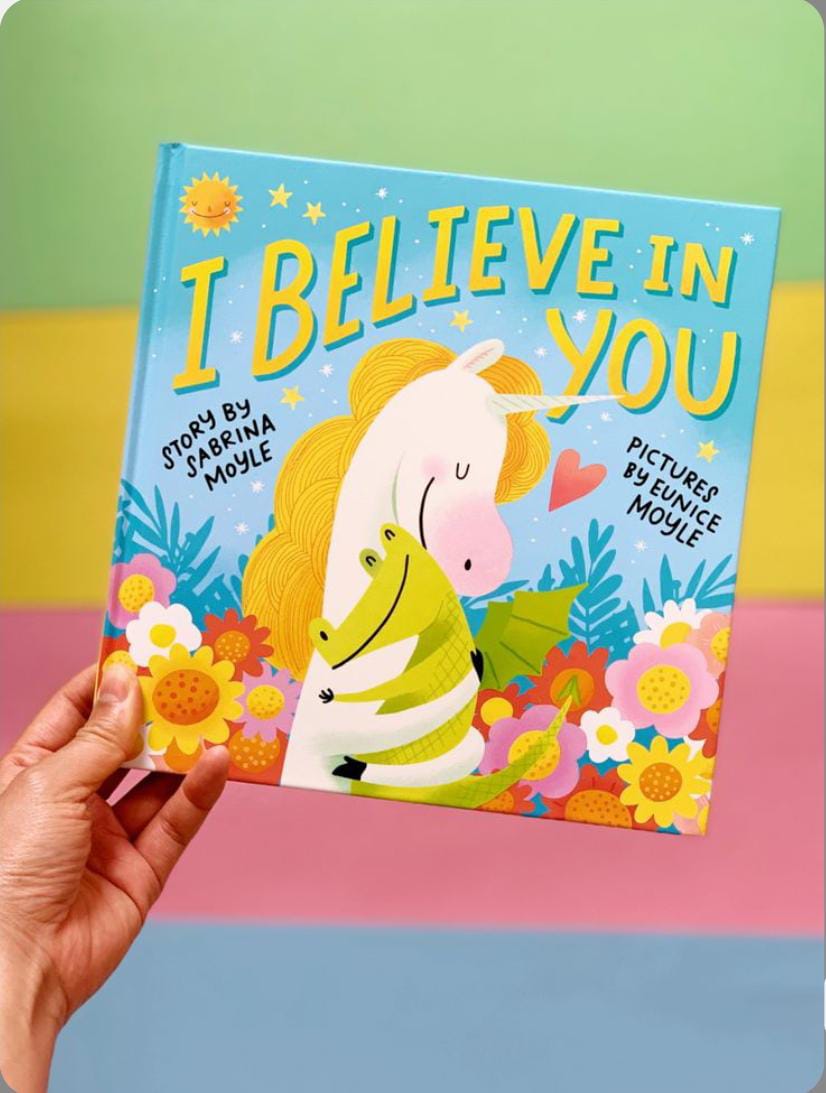 I BELIEVE IN
YOU
STORY BY
SABRINA
MOYLE
PICTURES
BY EUNICE
MOYLE